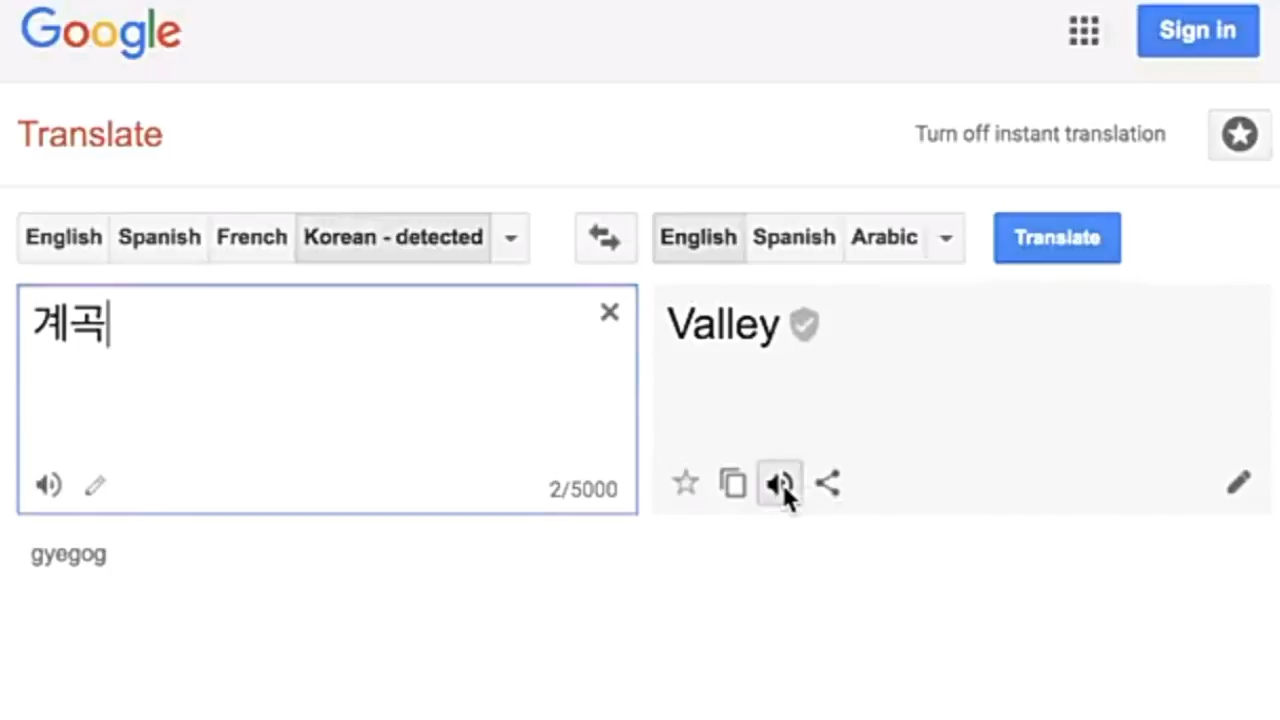 Google
Sign in
Translate
Turn off instant translation
English Spanish French Korean - detected
English Spanish Arabic
Translate
계곡
Valley
2/5000
gyegog